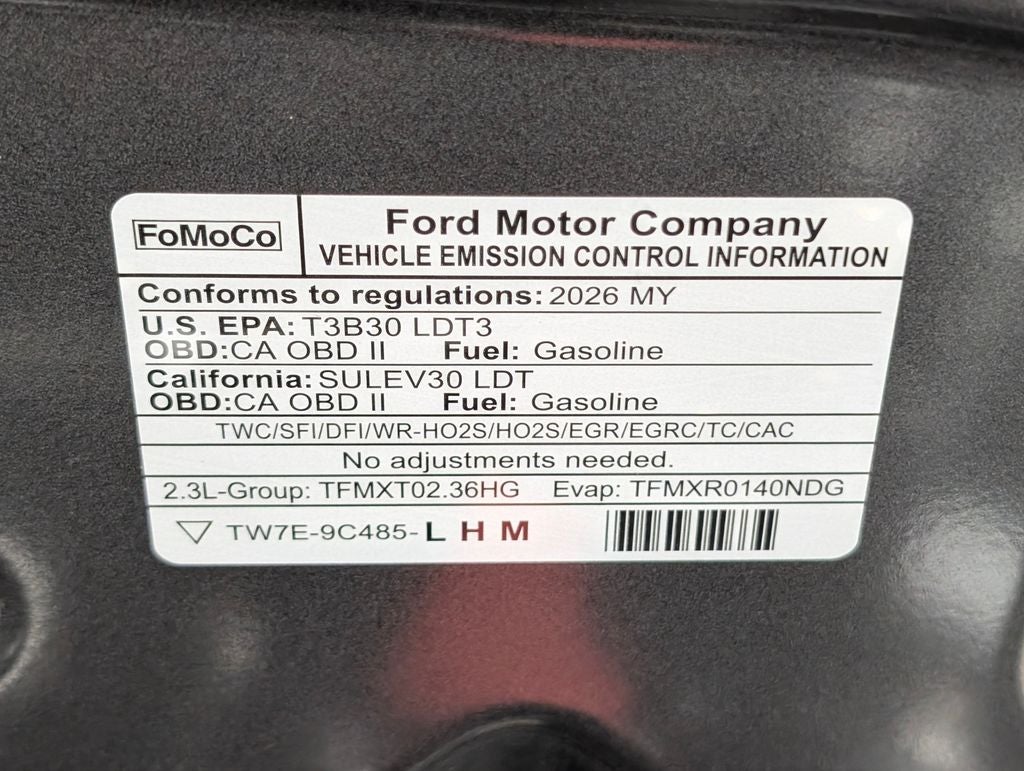 FoMoCo
Ford Motor Company
VEHICLE EMISSION CONTROL INFORMATION
Conforms to regulations: 2026 MY
U.S. EPA: T3B30 LDT3
OBD:CA OBD II Fuel: Gasoline
California: SULEV30 LDT
OBD:CA OBD II Fuel: Gasoline
TWC/SFI/DFI/WR-HO2S/HO2S/EGR/EGRC/TC/CAC
No adjustments needed.
2.3L-Group: TFMXT02.36HG Evap: TFMXR0140NDG
TW7E-9C485-L H M